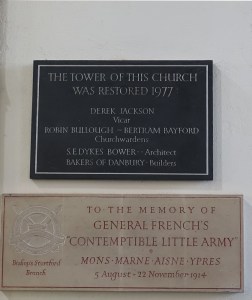 THE TOWER OF THIS CHURCH
WAS RESTORED 1977
DEREK JACKSON
Vicar
ROBIN BULLOUGH - BERTRAM BAYFORD
Churchwardens
S.E.DYKES BOWER - Architect
BAKERS OF DANBURY - Builders
TO THE MEMORY OF
GENERAL FRENCH'S
"CONTEMPTIBLE LITTLE ARMY"
MONS · MARNE · AISNE · YPRES
5 August - 22 November 1914
Bishop's Stortford
Branch